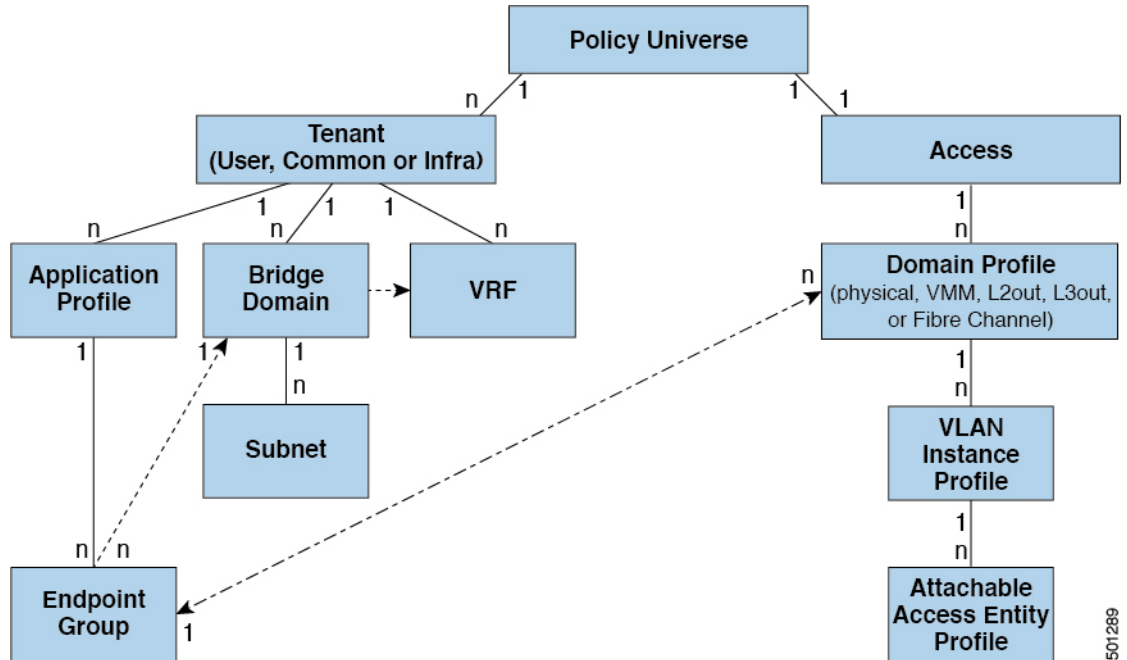 Policy Universe
1
1
n
1
Tenant
(User, Common or Infra)
Access
1
1
1
1
n
n
n
n
Application
Profile
Bridge
Domain
VRF
n
Domain Profile
(physical, VMM, L2out, L3out,
or Fibre Channel)
1
1
1
1
n
n
Subnet
VLAN
Instance
Profile
1
n
n
n
Endpoint
Group
1
Attachable
Access Entity
Profile
501289